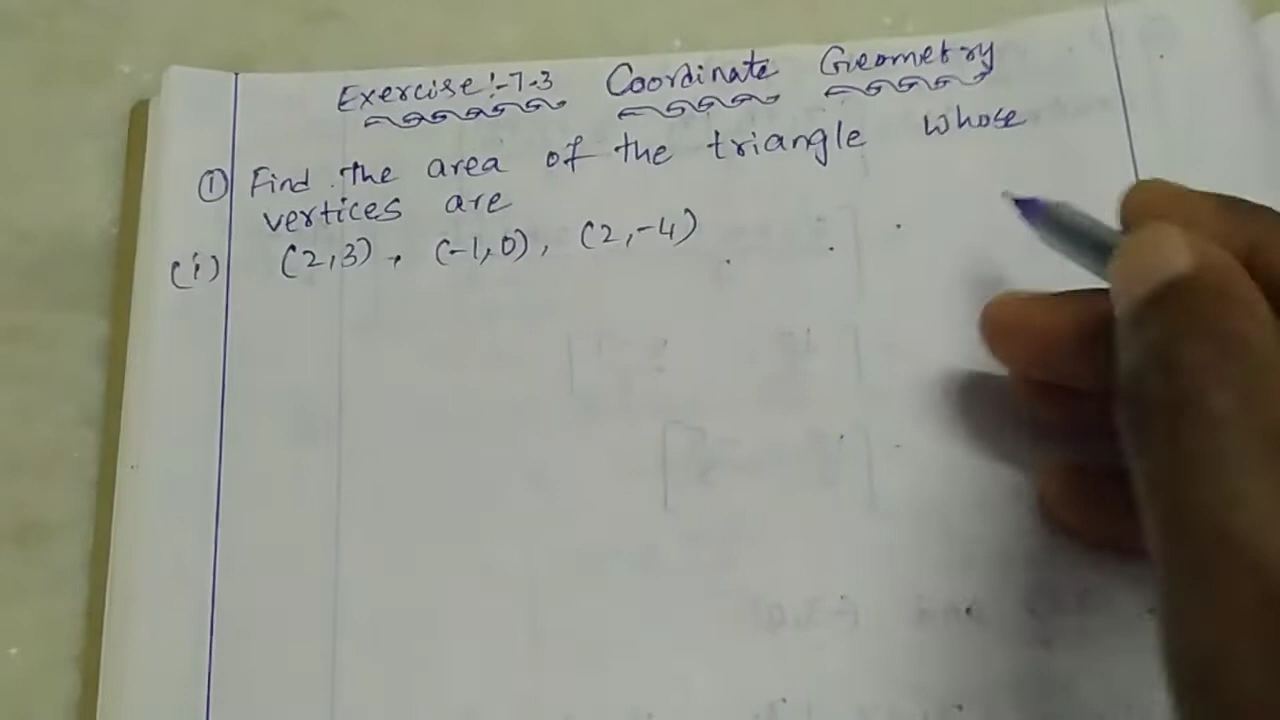 Exercise:-7.3 Coordinate Geometry
① Find the area of the triangle whose
vertices are
(i) (2,3), (-1,0), (2,-4)